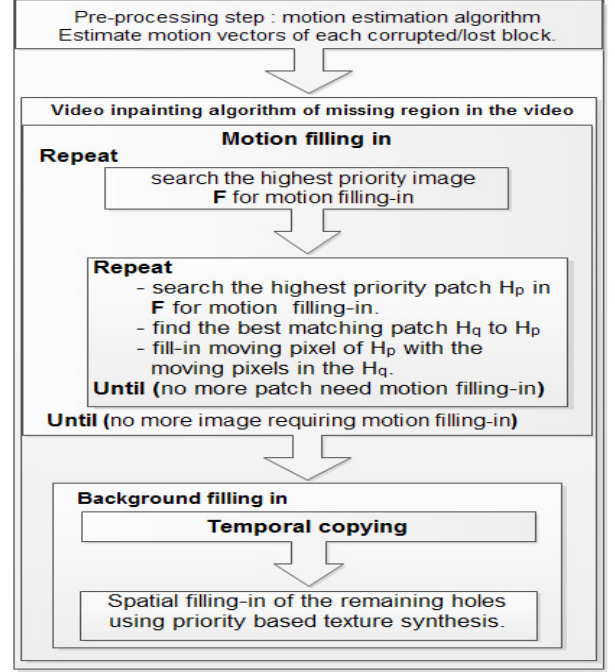 Pre-processing step : motion estimation algorithm
Estimate motion vectors of each corrupted/lost block.
Video inpainting algorithm of missing region in the video
Motion filling in
Repeat
search the highest priority image
F for motion filling-in
Repeat
- search the highest priority patch Hp in
F for motion filling-in.
- find the best matching patch Hq to Hp
- fill-in moving pixel of Hp with the
moving pixels in the Hq.
Until (no more patch need motion filling-in)
Until (no more image requiring motion filling-in)
Background filling in
Temporal copying
Spatial filling-in of the remaining holes
using priority based texture synthesis.